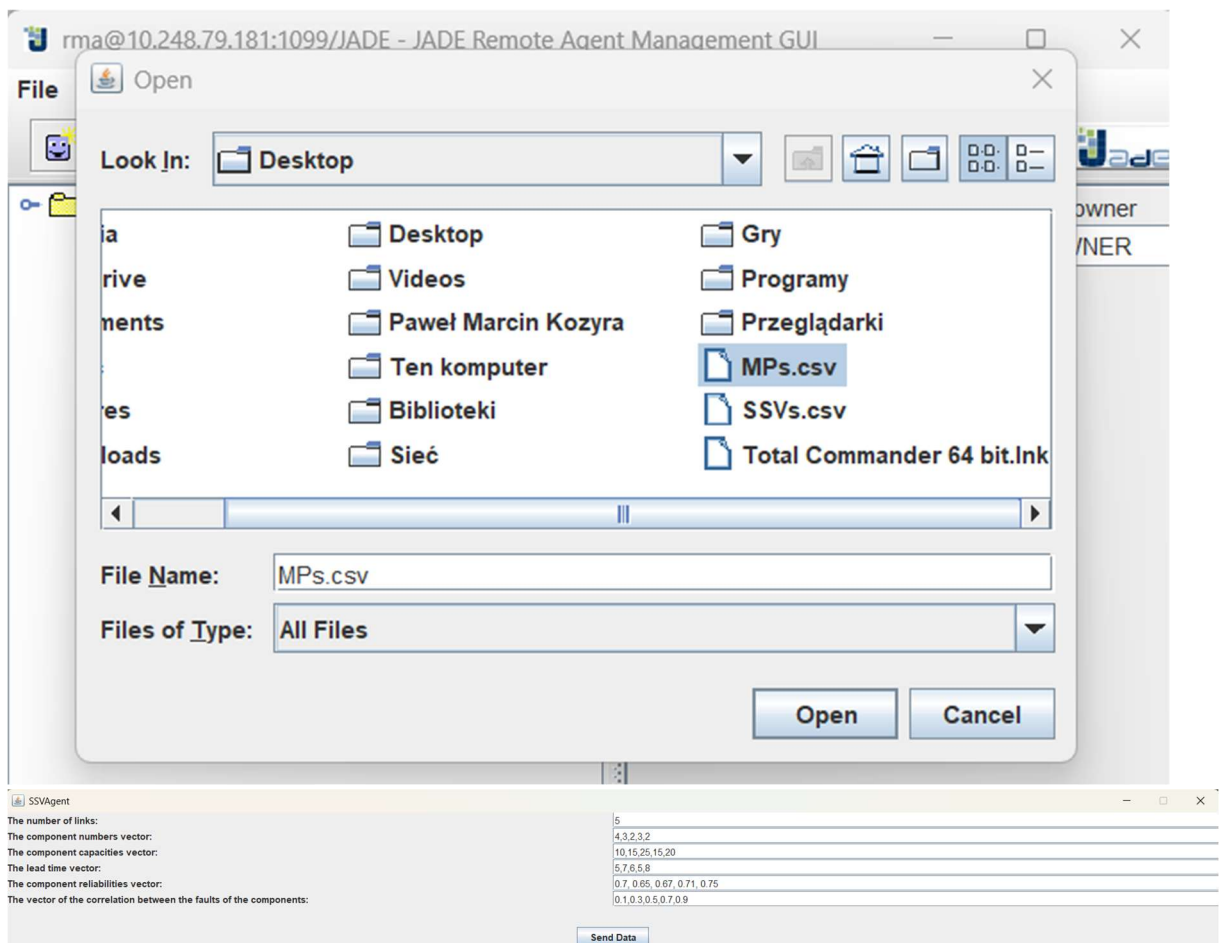 rma@10.248.79.181:1099/JADE - JADE Remote Agent Management GUI
File
Open
Look In: Desktop
Jade
owner
ia Desktop Gry
WNER
rive Videos Programy
ments Paweł Marcin Kozyra Przeglądarki
Ten komputer MPs.csv
res Biblioteki SSVs.csv
loads Sieć Total Commander 64 bit.lnk
File Name: MPs.csv
Files of Type: All Files
Open Cancel
SSVAgent
The number of links: 5
The component numbers vector: 4,3,2,3,2
The component capacities vector: 10,15,25,15,20
The lead time vector: 5,7,6,5,8
The component reliabilities vector: 0.7, 0.65, 0.67, 0.71, 0.75
The vector of the correlation between the faults of the components: 0.1,0.3,0.5,0.7,0.9
Send Data